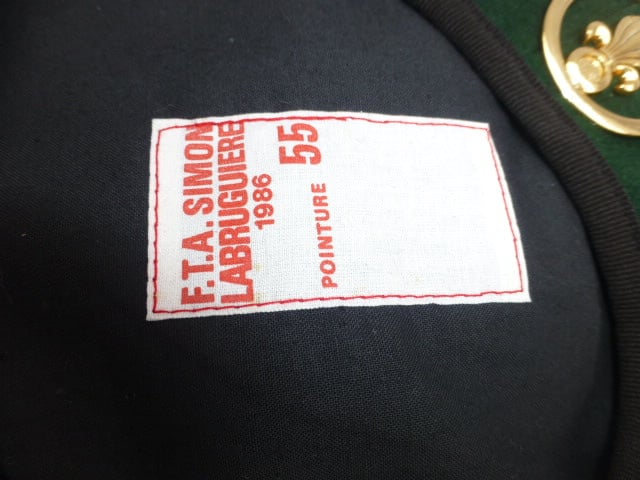 F.T.A. SIMON
LABRUGUIERE
1986
POINTURE 55